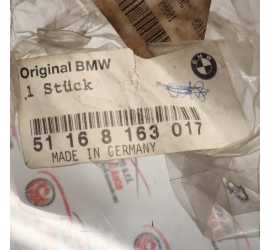 Original BMW
1 Stück
51 16 8 163 017
MADE IN GERMANY